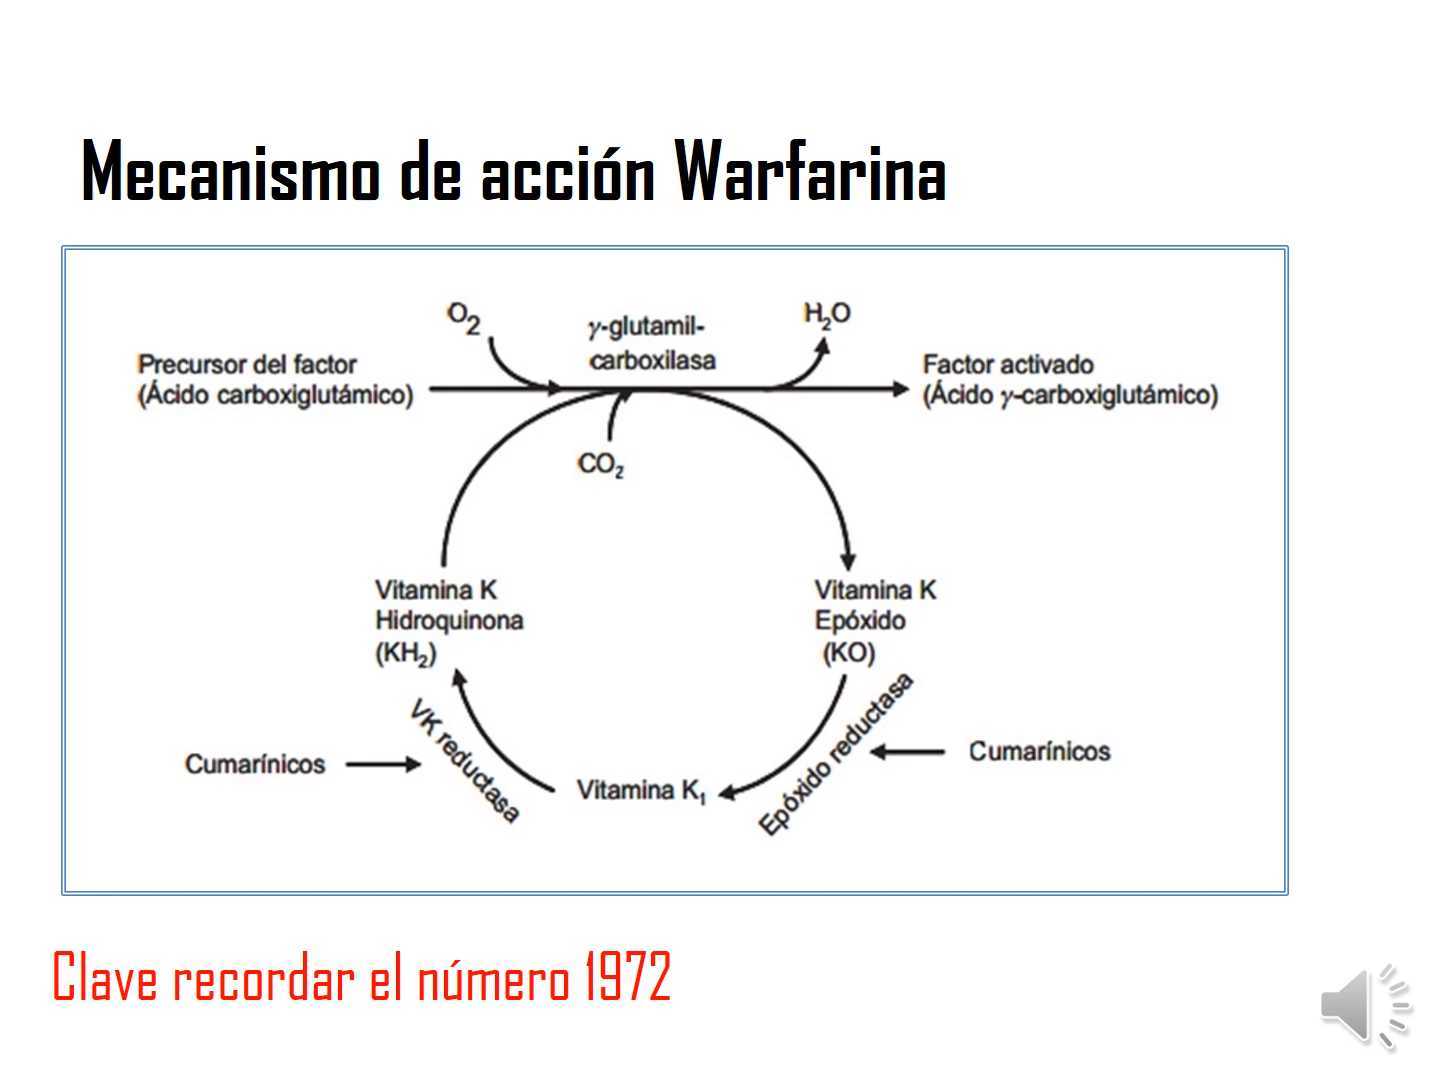 Mecanismo de acción Warfarina
O2
γ-glutamil-
carboxilasa
H2O
Precursor del factor
(Ácido carboxiglutámico)
Factor activado
(Ácido γ-carboxiglutámico)
CO2
Vitamina K
Hidroquinona
(KH2)
Vitamina K
Epóxido
(KO)
VK reductasa
Epóxido reductasa
Cumarínicos
Cumarínicos
Vitamina K1
Clave recordar el número 1972